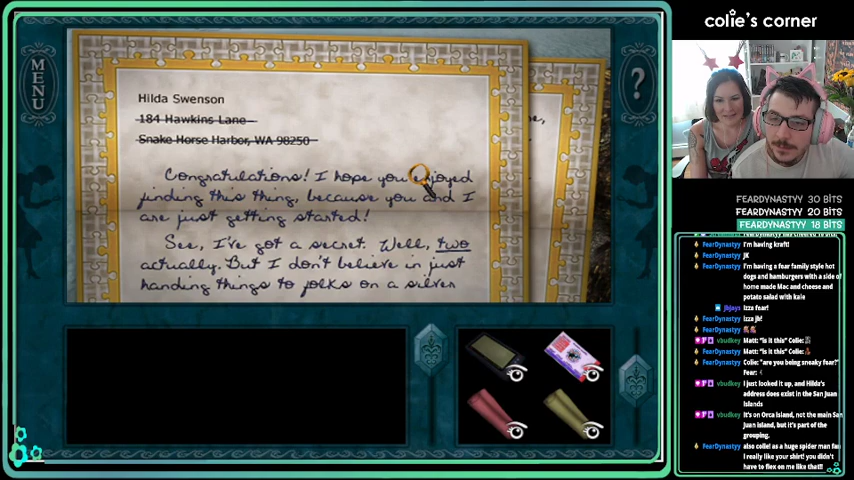 colie's corner
MENU
?
Hilda Swenson
184 Hawkins Lane
Snake Horse Harbor, WA 98250
Congratulations! I hope you enjoyed
finding this thing, because you and I
are just getting started!
See, I've got a secret. Well, two
actually. But I don't believe in just
handing things to folks on a silver
FEARDYNASTYY 30 BITS
FEARDYNASTYY 20 BITS
FEARDYNASTYY 18 BITS
FearDynastyy I'm having kraft!
FearDynastyy JK
FearDynastyy I'm having a fear family style hot
dogs and hamburgers with a side of
home made Mac and cheese and
potato salad with kale
Jbjays Izza fear!
FearDynastyy Izza jb!
FearDynastyy
vbudkey Matt: "is it this" Colie:
FearDynastyy Matt: "is it this" Colie:
FearDynastyy Colie: "are you being sneaky fear?"
Fear:
vbudkey I just looked it up, and Hilda's
address does exist in the San Juan
Islands
vbudkey It's on Orca Island, not the main San
Juan island, but it's part of the
grouping.
FearDynastyy also colie! as a huge spider man fan
I really like your shirt! you didn't
have to flex on me like that!!